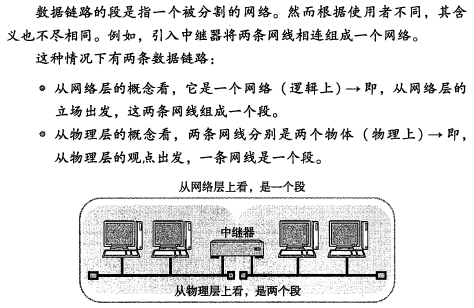 数据链路的段是指一个被分割的网络。然而根据使用者不同，其含
义也不尽相同。例如，引入中继器将两条网线相连组成一个网络。
这种情况下有两条数据链路：
从网络层的概念看，它是一个网络（逻辑上）→即，从网络层的
立场出发，这两条网线组成一个段。
从物理层的概念看，两条网线分别是两个物体（物理上）→即，
从物理层的观点出发，一条网线是一个段。
从网络层上看，是一个段
中继器
从物理层上看，是两个段